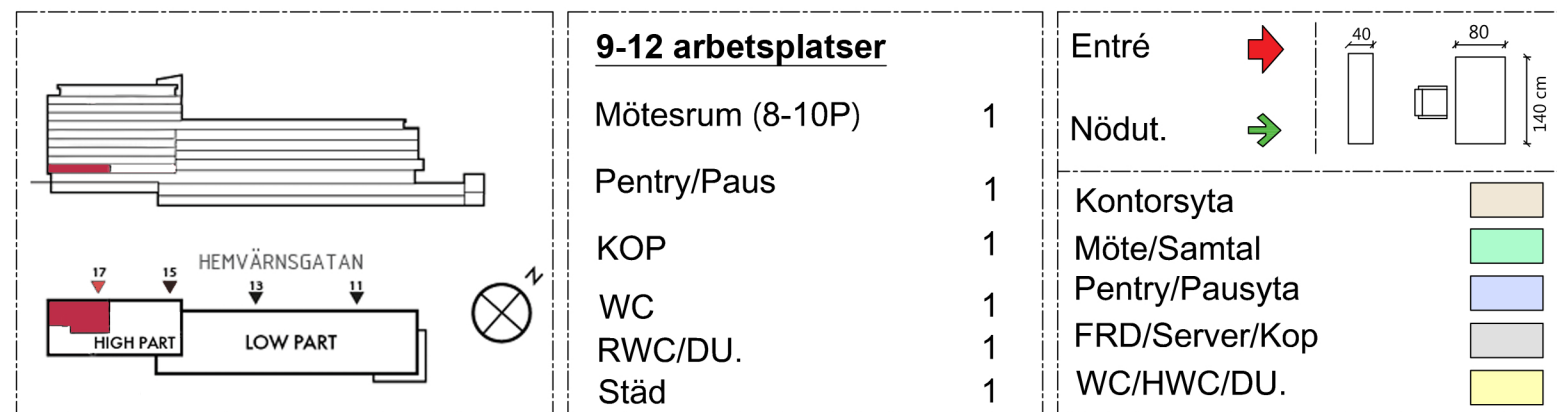 HEMVÄRNSGATAN
17 15 13 11
HIGH PART
LOW PART
N
9-12 arbetsplatser
Mötesrum (8-10P) 1
Pentry/Paus 1
KOP 1
WC 1
RWC/DU. 1
Städ 1
Entré
Nödut.
40
80
140 cm
Kontorsyta
Möte/Samtal
Pentry/Pausyta
FRD/Server/Kop
WC/HWC/DU.